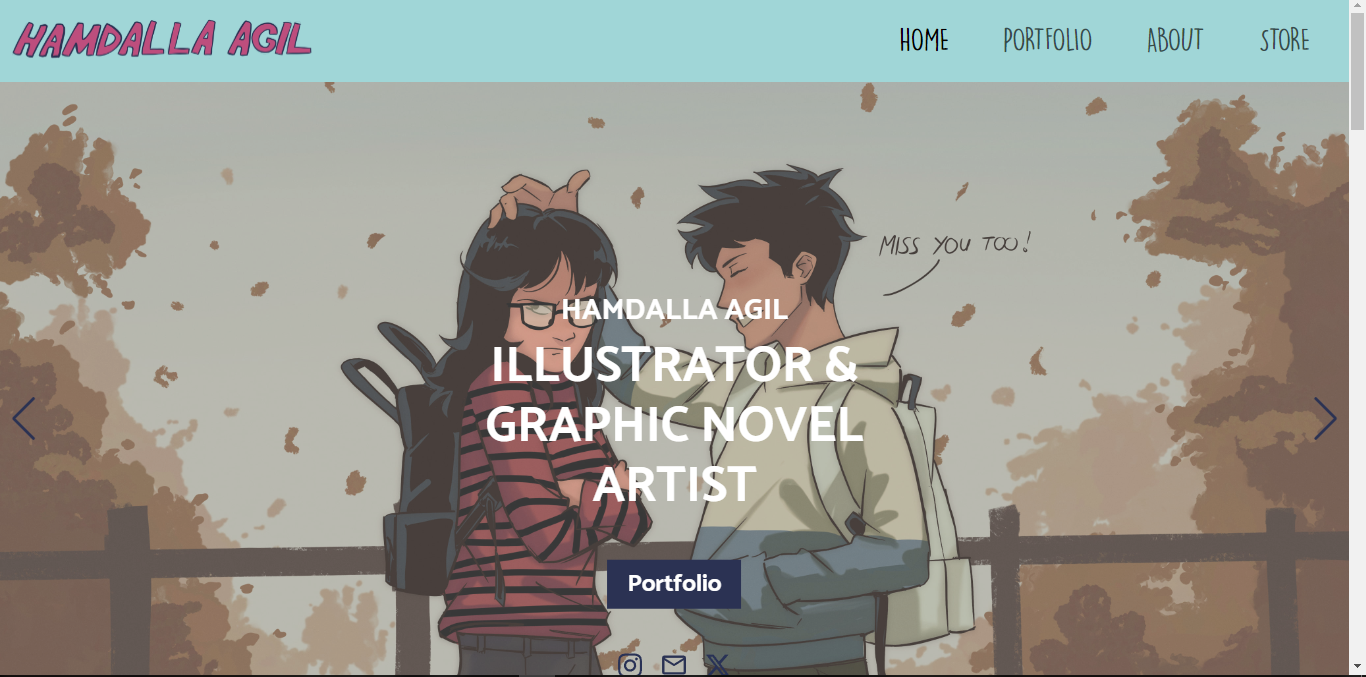 HAMDALLA AGIL
HOME PORTFOLIO ABOUT STORE
MISS YOU TOO!
HAMDALLA AGIL
ILLUSTRATOR &
GRAPHIC NOVEL
ARTIST
Portfolio